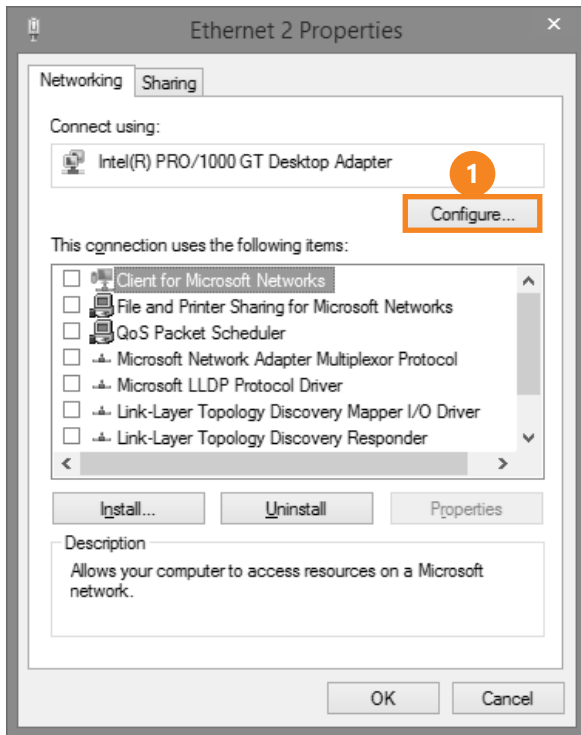 Ethernet 2 Properties
Networking
Sharing
Connect using:
Intel(R) PRO/1000 GT Desktop Adapter
1
Configure...
This connection uses the following items:
Client for Microsoft Networks
File and Printer Sharing for Microsoft Networks
QoS Packet Scheduler
Microsoft Network Adapter Multiplexor Protocol
Microsoft LLDP Protocol Driver
Link-Layer Topology Discovery Mapper I/O Driver
Link-Layer Topology Discovery Responder
Install...
Uninstall
Properties
Description
Allows your computer to access resources on a Microsoft
network.
OK
Cancel